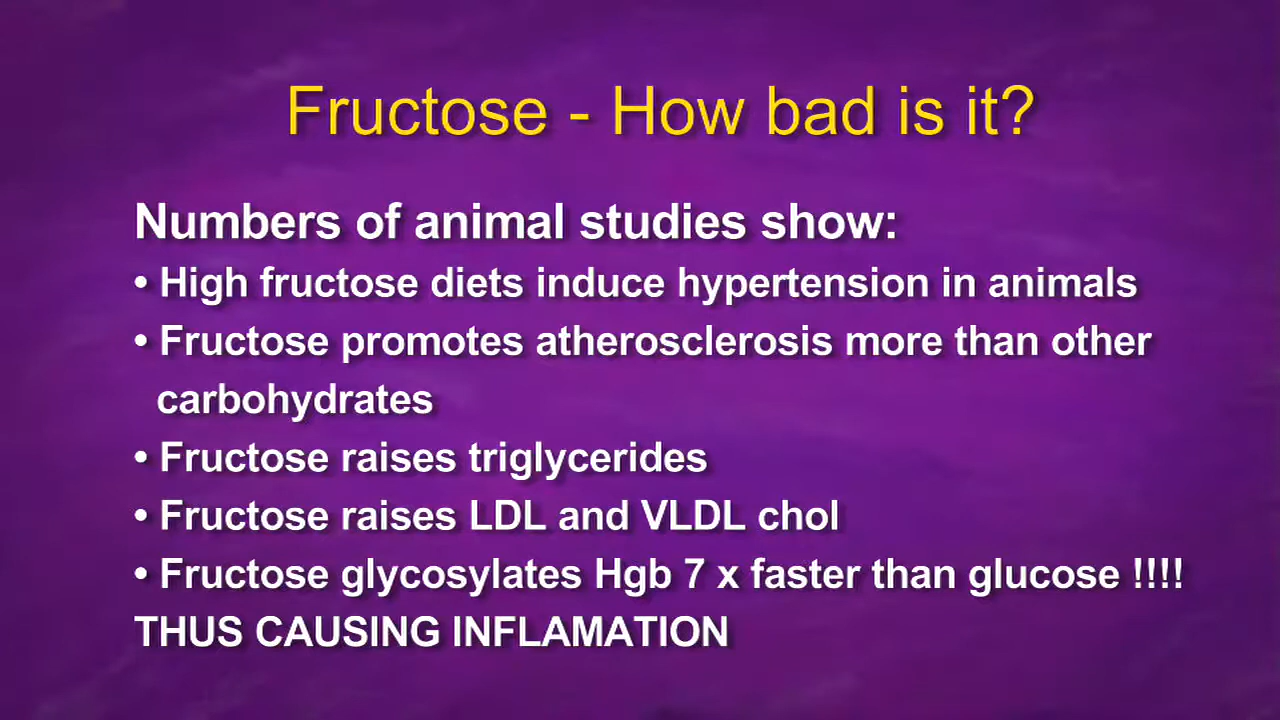 Fructose - How bad is it?
Numbers of animal studies show:
• High fructose diets induce hypertension in animals
• Fructose promotes atherosclerosis more than other
carbohydrates
• Fructose raises triglycerides
• Fructose raises LDL and VLDL chol
• Fructose glycosylates Hgb 7 x faster than glucose !!!!
THUS CAUSING INFLAMATION